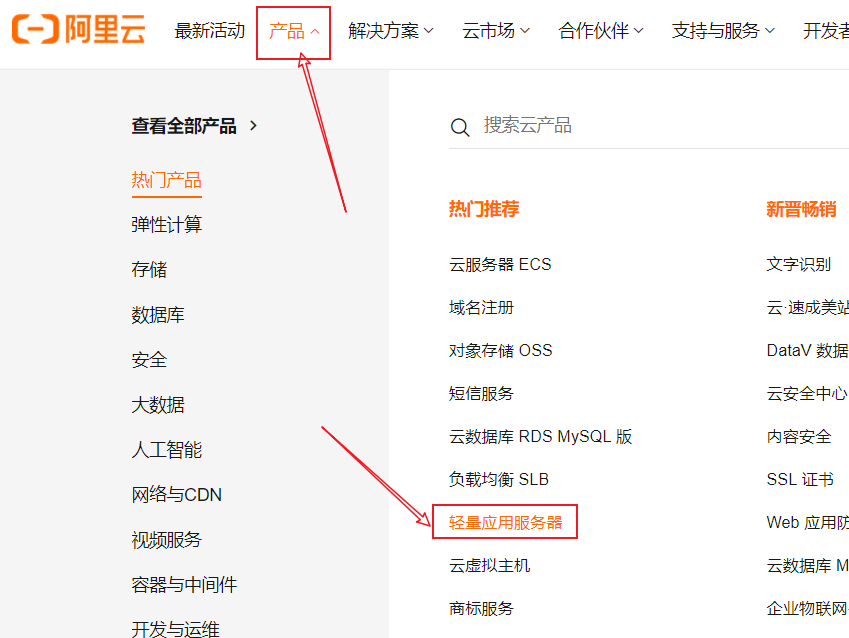 阿里云 最新活动 产品 解决方案 云市场 合作伙伴 支持与服务 开发者
查看全部产品
热门产品
弹性计算
存储
数据库
安全
大数据
人工智能
网络与CDN
视频服务
容器与中间件
开发与运维
搜索云产品
热门推荐
云服务器 ECS
域名注册
对象存储 OSS
短信服务
云数据库 RDS MySQL 版
负载均衡 SLB
轻量应用服务器
云虚拟主机
商标服务
新晋畅销
文字识别
云·速成美站
DataV 数据
云安全中心
内容安全
SSL 证书
Web 应用防
云数据库 M
企业物联网